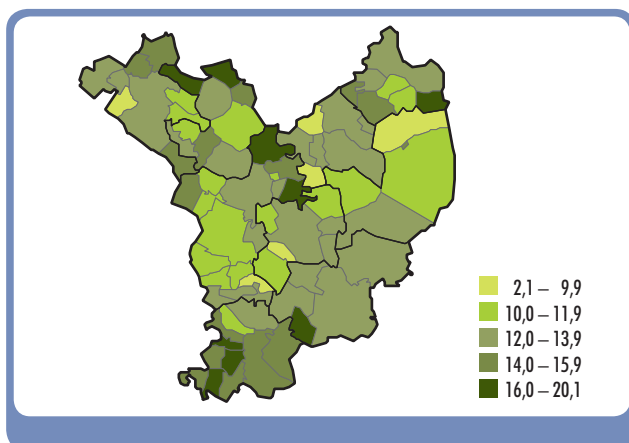 2,1 – 9,9
10,0 – 11,9
12,0 – 13,9
14,0 – 15,9
16,0 – 20,1